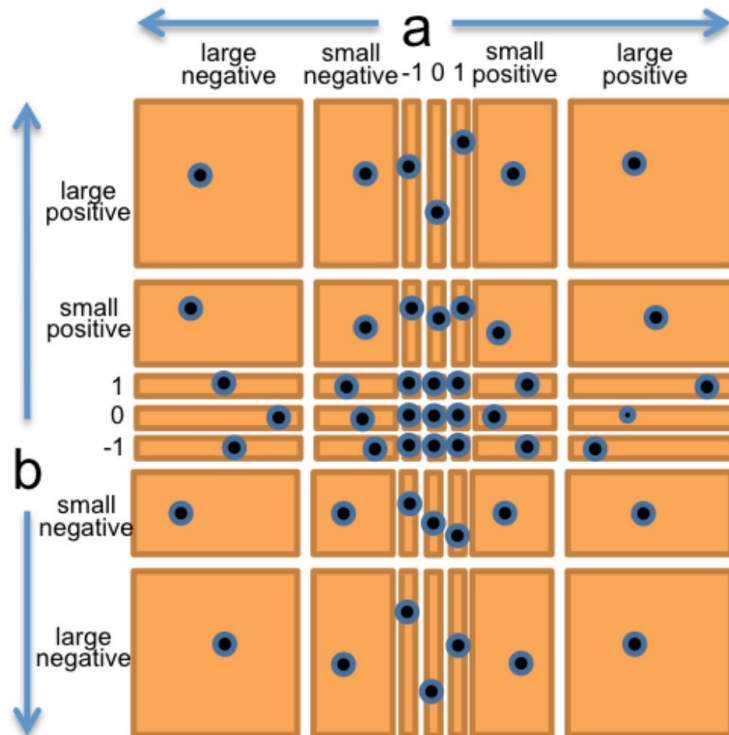 a
large
negative
small
negative
-1 0 1
small
positive
large
positive
large
positive
small
positive
1
0
-1
b
small
negative
large
negative